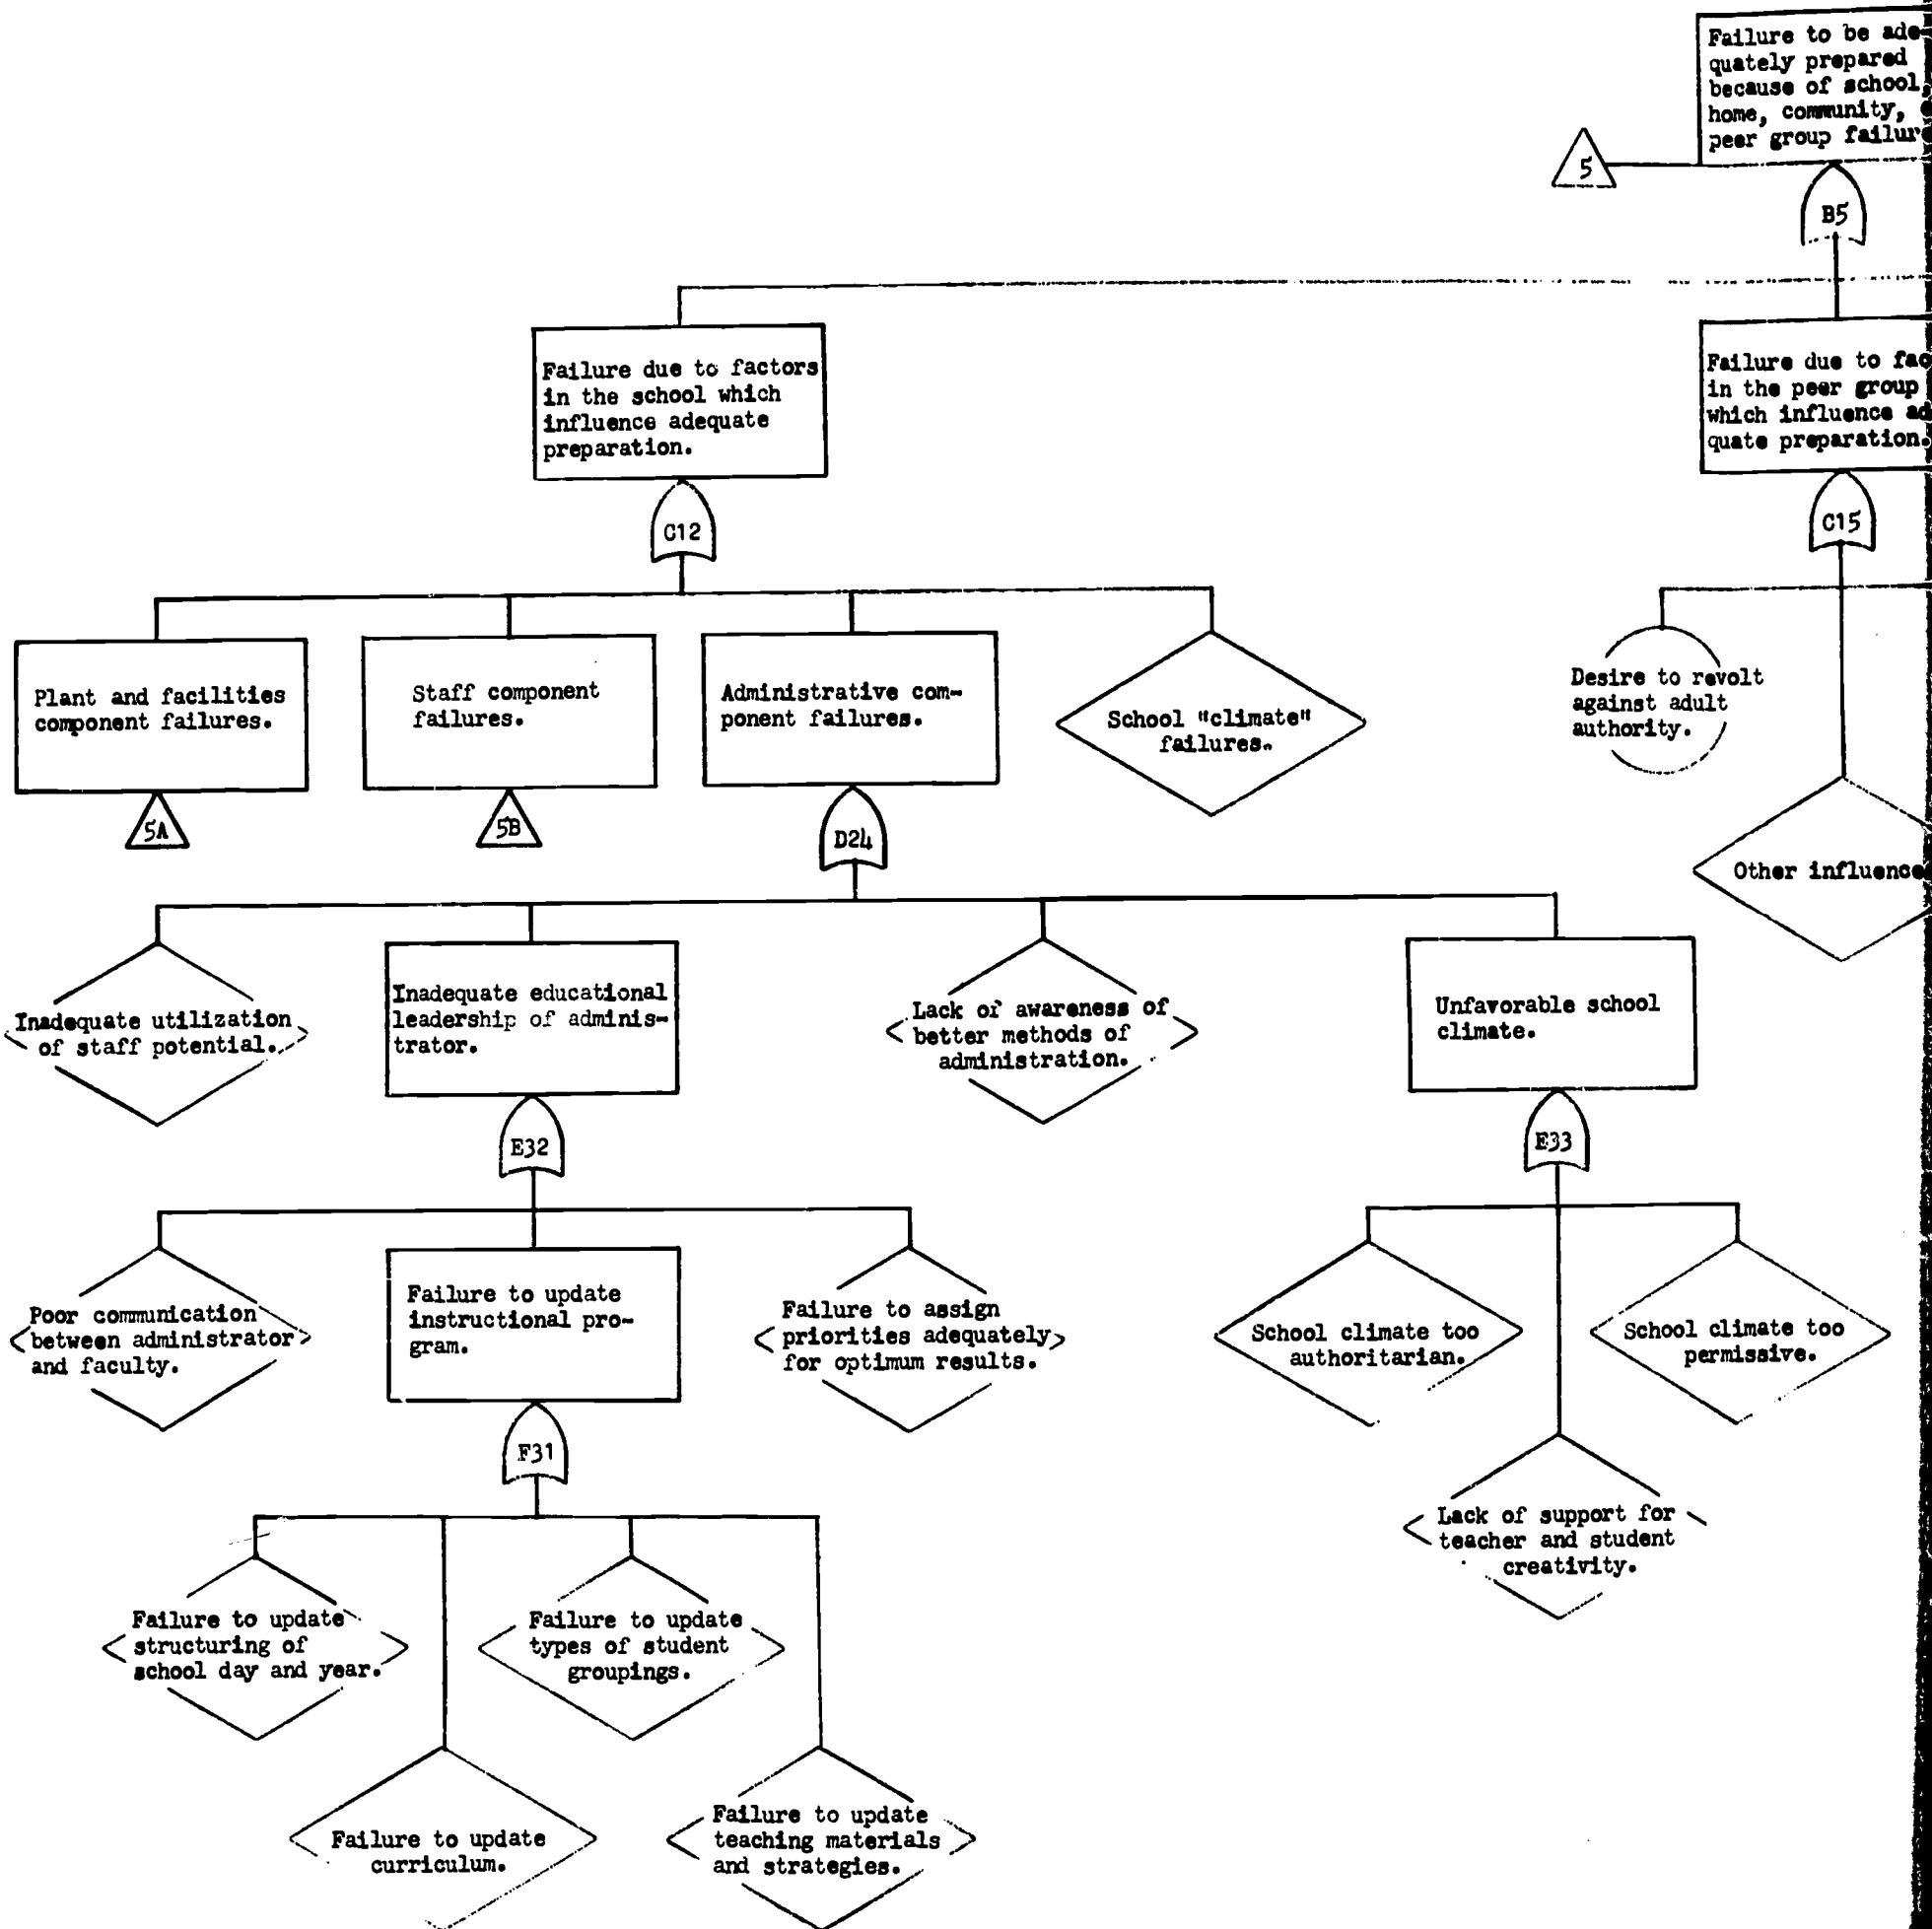 Failure to be ade-
quately prepared
because of school,
home, community,
peer group failure
5
B5
Failure due to factors
in the school which
influence adequate
preparation.
Failure due to fac
in the peer group
which influence ad
quate preparation.
C12
C15
Plant and facilities
component failures.
Staff component
failures.
Administrative com-
ponent failures.
School "climate"
failures.
Desire to revolt
against adult
authority.
5A
5B
D24
Other influence
Inadequate utilization
of staff potential.
Inadequate educational
leadership of adminis-
trator.
Lack of awareness of
better methods of
administration.
Unfavorable school
climate.
E32
E33
Poor communication
between administrator
and faculty.
Failure to update
instructional pro-
gram.
Failure to assign
priorities adequately
for optimum results.
School climate too
authoritarian.
School climate too
permissive.
F31
Lack of support for
teacher and student
creativity.
Failure to update
structuring of
school day and year.
Failure to update
types of student
groupings.
Failure to update
curriculum.
Failure to update
teaching materials
and strategies.